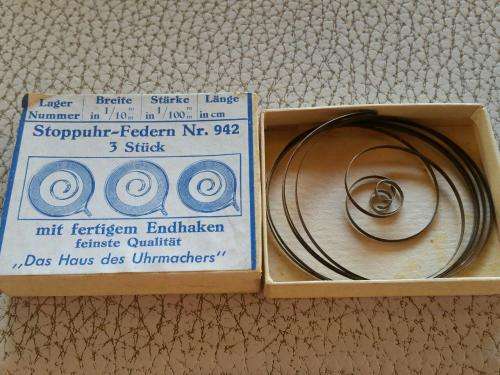 Lager Breite Stärke Länge
Nummer in 1/10 m/m in 1/100 m/m in cm
Stoppuhr-Federn Nr. 942
3 Stück
mit fertigem Endhaken
feinste Qualität
„Das Haus des Uhrmachers"